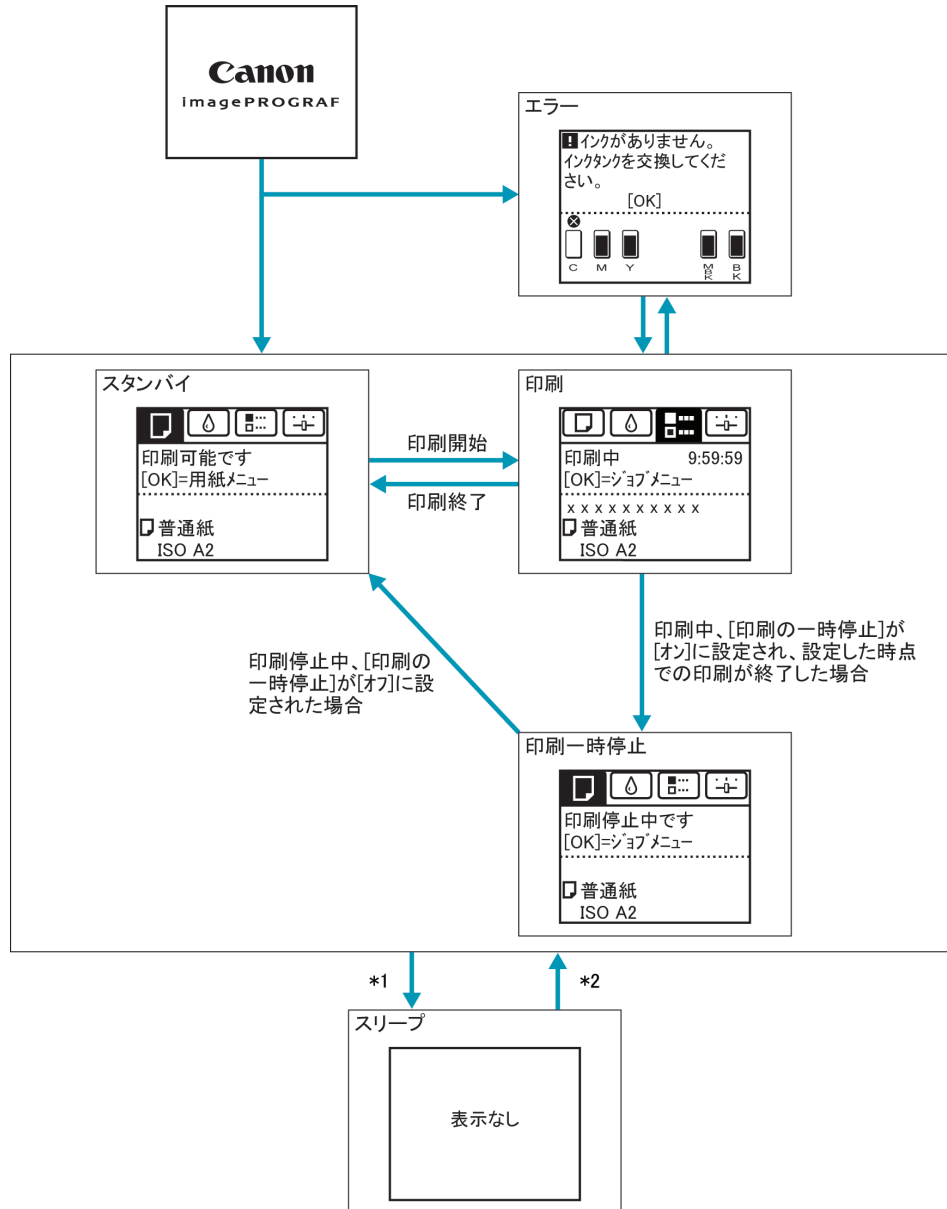 Canon
imagePROGRAF
エラー
!インクがありません。
インクタンクを交換してくだ
さい。
[OK]
C M Y MBK BK
スタンバイ
印刷可能です
[OK]=用紙メニュー
普通紙
ISO A2
印刷開始
印刷終了
印刷
印刷中 9:59:59
[OK]=ジョブメニュー
x x x x x x x x x x
普通紙
ISO A2
印刷停止中、[印刷の
一時停止]が[オフ]に設
定された場合
印刷中、[印刷の一時停止]が
[オン]に設定され、設定した時点
での印刷が終了した場合
印刷一時停止
印刷停止中です
[OK]=ジョブメニュー
普通紙
ISO A2
*1
*2
スリープ
表示なし